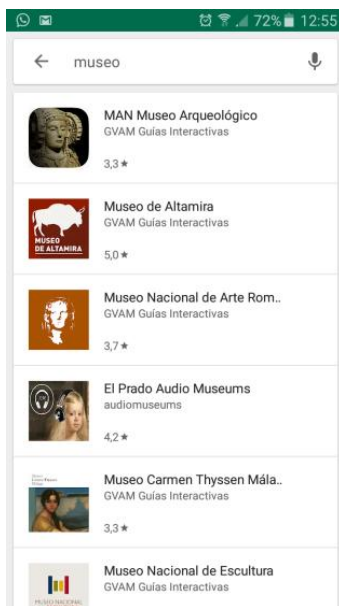 72% 12:55
museo
MAN Museo Arqueológico
GVAM Guías Interactivas
3,3★
Museo de Altamira
GVAM Guías Interactivas
MUSEO
DE ALTAMIRA
5,0★
Museo Nacional de Arte Rom..
GVAM Guías Interactivas
3,7★
El Prado Audio Museums
audiomuseums
4,2★
Museo Carmen Thyssen Mála..
GVAM Guías Interactivas
3,3★
Museo Nacional de Escultura
GVAM Guías Interactivas
MUSEO NACIONAL